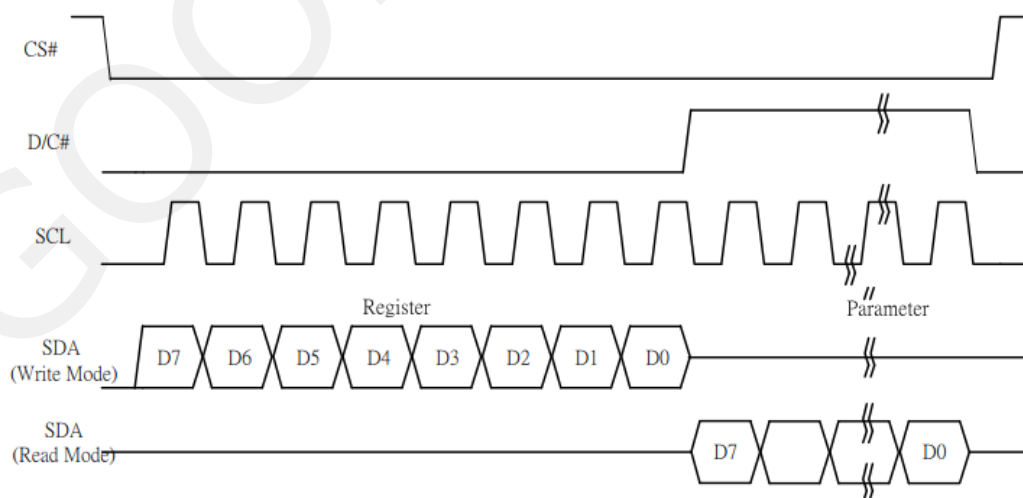 CS#
D/C#
SCL
Register
Parameter
SDA
(Write Mode)
D7 D6 D5 D4 D3 D2 D1 D0
SDA
(Read Mode)
D7 D0